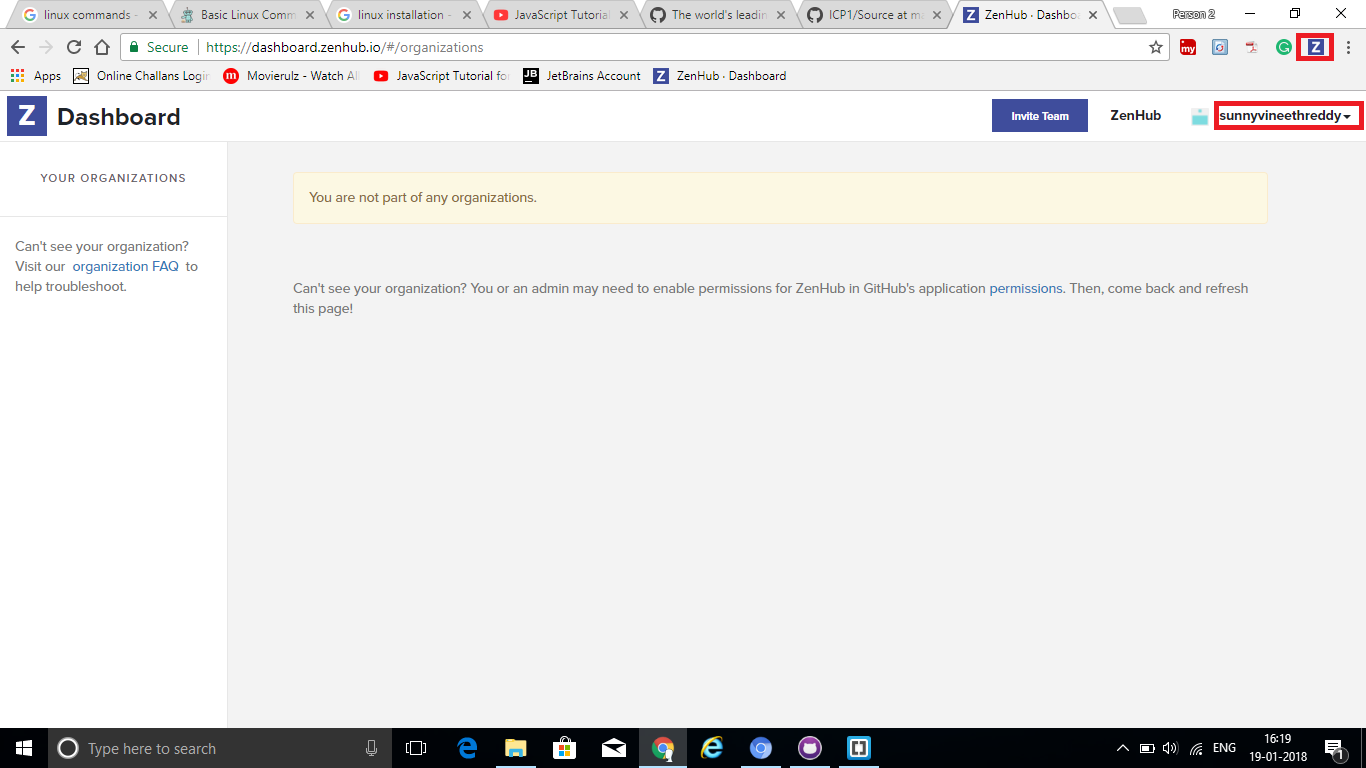 linux commands -
Basic Linux Comm
linux installation -
JavaScript Tutorial
The world's leadin
ICP1/Source at m
ZenHub · Dashbo
Person 2
Secure
https://dashboard.zenhub.io/#/organizations
my
G
Z
Apps
Online Challans Login
m
Movierulz - Watch All
JavaScript Tutorial fo
JB
JetBrains Account
Z
ZenHub · Dashboard
Z
Dashboard
Invite Team
ZenHub
sunnyvineethreddy
YOUR ORGANIZATIONS
You are not part of any organizations.
Can't see your organization?
Visit our organization FAQ to
help troubleshoot.
Can't see your organization? You or an admin may need to enable permissions for ZenHub in GitHub's application permissions. Then, come back and refresh
this page!
Type here to search
ENG
16:19
19-01-2018
1